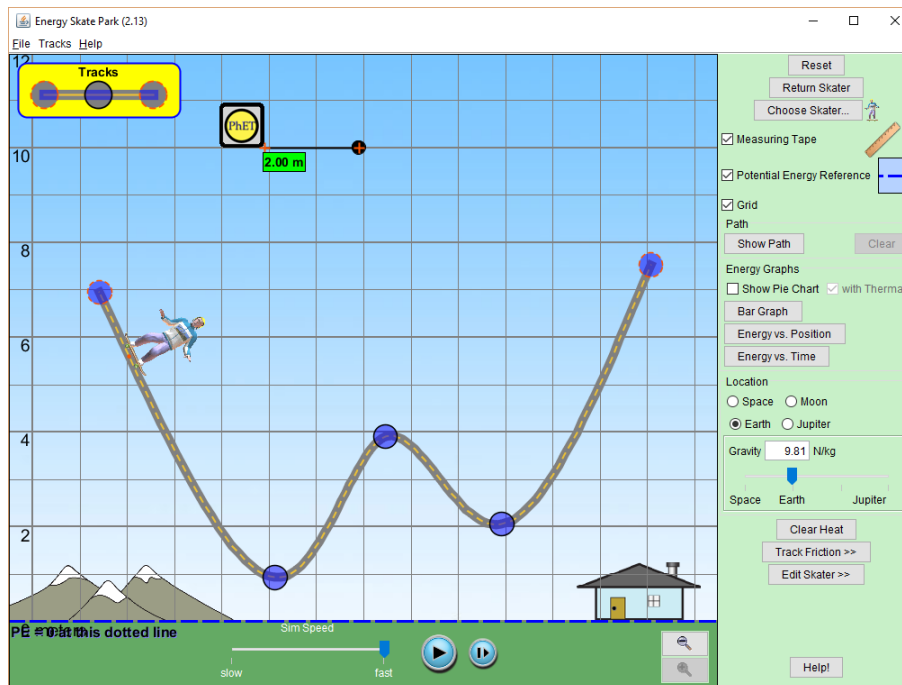 Energy Skate Park (2.13)
File Tracks Help
12
Tracks
PhET
2.00 m
10
8
6
4
2
PE = 0 at this dotted line
Sim Speed
slow
fast
Reset
Return Skater
Choose Skater...
Measuring Tape
Potential Energy Reference
Grid
Path
Show Path
Clear
Energy Graphs
Show Pie Chart
with Therma
Bar Graph
Energy vs. Position
Energy vs. Time
Location
Space
Moon
Earth
Jupiter
Gravity 9.81 N/kg
Space Earth Jupiter
Clear Heat
Track Friction >>
Edit Skater >>
Help!